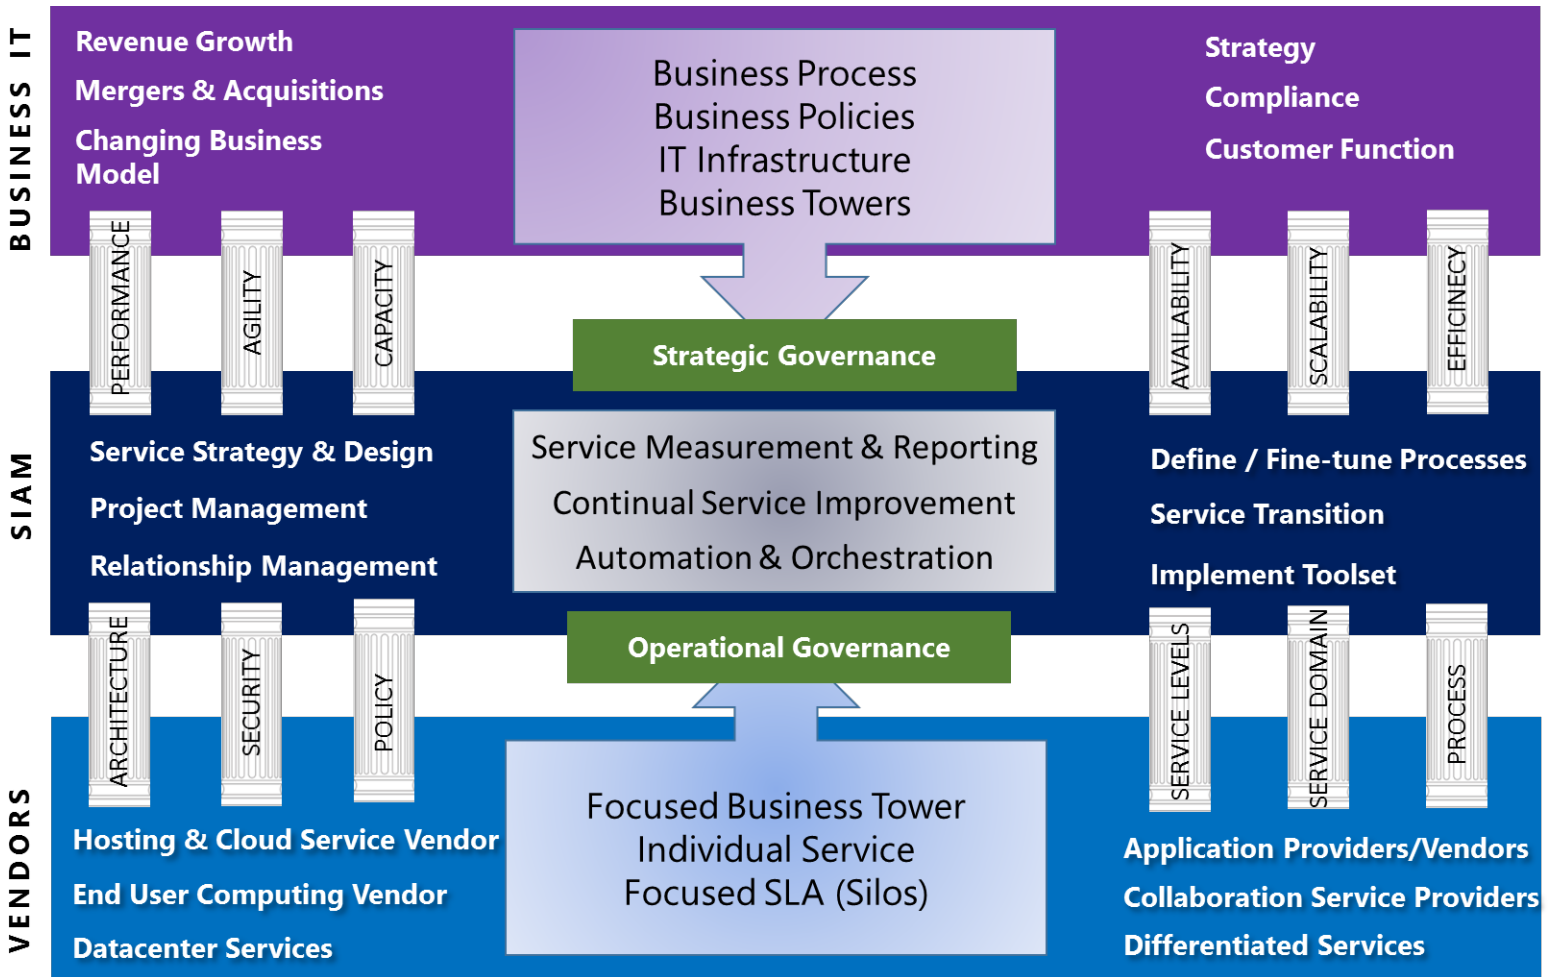 BUSINESS IT
Revenue Growth
Mergers & Acquisitions
Changing Business
Model
Business Process
Business Policies
IT Infrastructure
Business Towers
Strategy
Compliance
Customer Function
PERFORMANCE
AGILITY
CAPACITY
Strategic Governance
AVAILABILITY
SCALABILITY
EFFICINECY
SIAM
Service Strategy & Design
Project Management
Relationship Management
Service Measurement & Reporting
Continual Service Improvement
Automation & Orchestration
Define / Fine-tune Processes
Service Transition
Implement Toolset
ARCHITECTURE
SECURITY
POLICY
Operational Governance
SERVICE LEVELS
SERVICE DOMAIN
PROCESS
VENDORS
Hosting & Cloud Service Vendor
End User Computing Vendor
Datacenter Services
Focused Business Tower
Individual Service
Focused SLA (Silos)
Application Providers/Vendors
Collaboration Service Providers
Differentiated Services